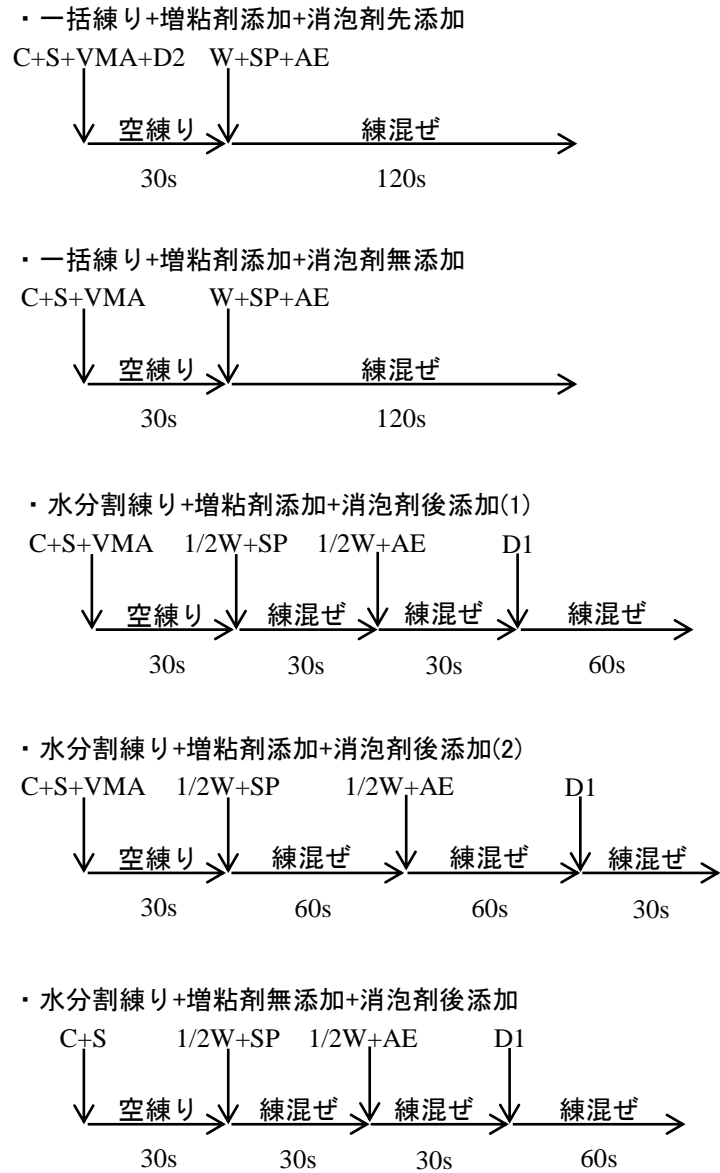 ・一括練り+増粘剤添加+消泡剤先添加
C+S+VMA+D2 W+SP+AE
空練り 練混ぜ
30s 120s
・一括練り+増粘剤添加+消泡剤無添加
C+S+VMA W+SP+AE
空練り 練混ぜ
30s 120s
・水分割練り+増粘剤添加+消泡剤後添加(1)
C+S+VMA 1/2W+SP 1/2W+AE D1
空練り 練混ぜ 練混ぜ 練混ぜ
30s 30s 30s 60s
・水分割練り+増粘剤添加+消泡剤後添加(2)
C+S+VMA 1/2W+SP 1/2W+AE D1
空練り 練混ぜ 練混ぜ 練混ぜ
30s 60s 60s 30s
・水分割練り+増粘剤無添加+消泡剤後添加
C+S 1/2W+SP 1/2W+AE D1
空練り 練混ぜ 練混ぜ 練混ぜ
30s 30s 30s 60s